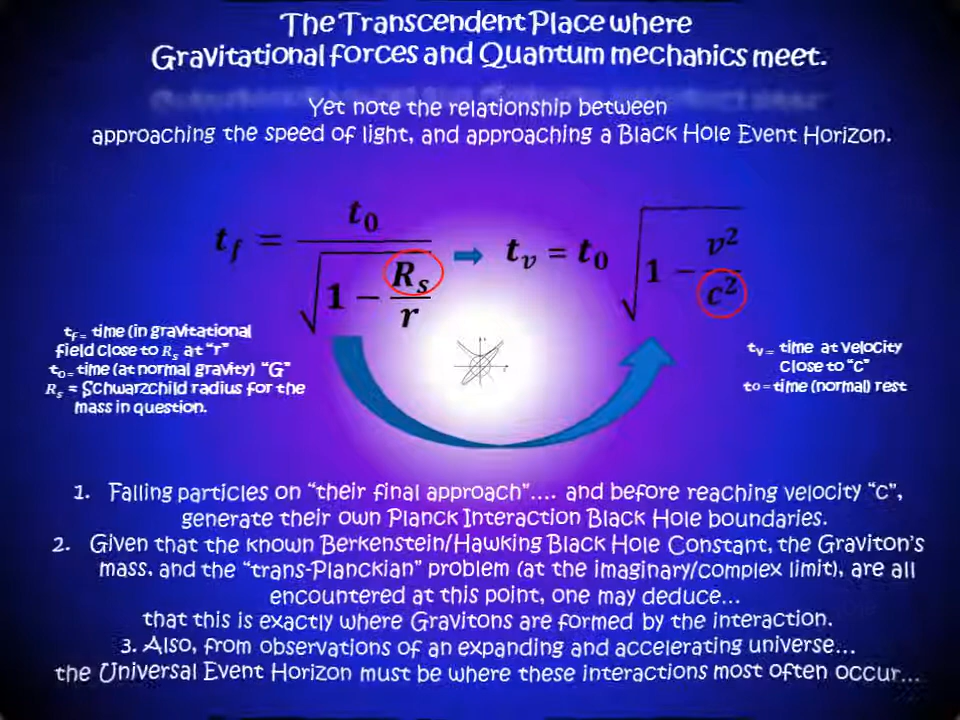 The Transcendent Place where
Gravitational forces and Quantum mechanics meet.
Yet note the relationship between
approaching the speed of light, and approaching a Black Hole Event Horizon.
t_f = t_0 / √(1 − R_s / r) → t_v = t_0 √(1 − v² / c²)
t_f = time (in gravitational
field close to R_s at "r"
t_0 = time (at normal gravity) "G"
R_s = Schwarzchild radius for the
mass in question.
t_v = time at velocity
close to "c"
to = time (normal) rest
1. Falling particles on "their final approach".... and before reaching velocity "c",
generate their own Planck Interaction Black Hole boundaries.
2. Given that the known Berkenstein/Hawking Black Hole Constant, the Graviton's
mass, and the "trans-Planckian" problem (at the imaginary/complex limit), are all
encountered at this point, one may deduce...
that this is exactly where Gravitons are formed by the interaction.
3. Also, from observations of an expanding and accelerating universe...
the Universal Event Horizon must be where these interactions most often occur...